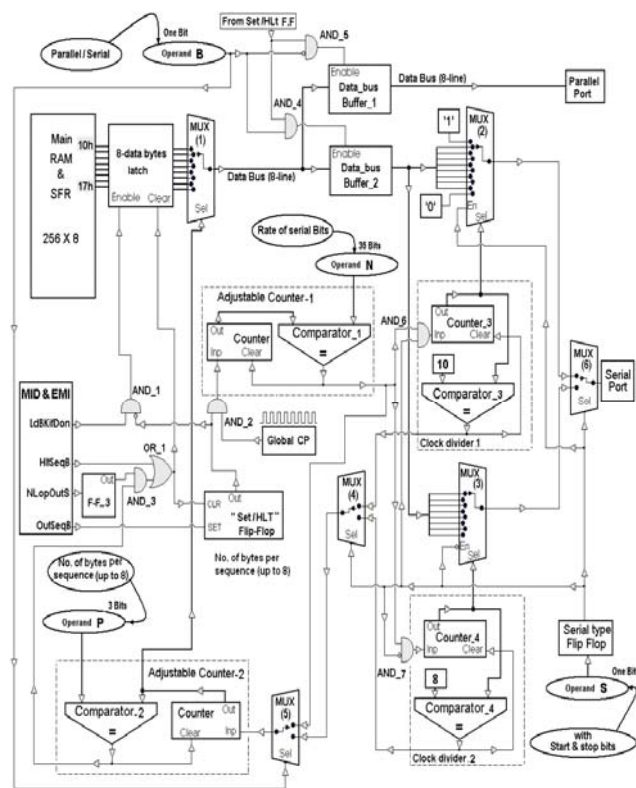 From Set/HLt F.F
One Bit
AND_5
Parallel / Serial
Operand B
Enable
Data_bus
Buffer_1
Data Bus (8-line)
Parallel
Port
AND_4
Main
RAM
&
SFR
256 X 8
10h
17h
8-data bytes
latch
Enable
Clear
MUX
(1)
Sel
Data Bus (8-line)
Enable
Data_bus
Buffer_2
MUX
(2)
'1'
'0'
En
Sel
Rate of serial Bits
35 Bits
Operand N
Adjustable Counter-1
Out
Inp
Counter
Clear
Comparator_1
=
AND_6
Out
Counter_3
Inp
Clear
10
Comparator_3
=
Clock divider 1
MUX
(6)
Sel
Serial
Port
MID & EMI
LdBKitDon
HltSeqB
NLopOutS
OutSeqB
AND_1
OR_1
Out
F-F_3
AND_3
AND_2
Global CP
Out
CLR
SET
"Set/HLT"
Flip-Flop
No. of bytes per
sequence (up to 8)
MUX
(4)
Sel
MUX
(3)
En
Sel
No. of bytes per
sequence (up to 8)
3 Bits
Operand P
Adjustable Counter-2
Comparator_2
=
Out
Counter
Inp
Clear
MUX
(5)
Sel
AND_7
Out
Counter_4
Inp
Clear
8
Comparator_4
=
Clock divider_2
Serial type
Flip Flop
One Bit
Operand S
with
Start & stop bits